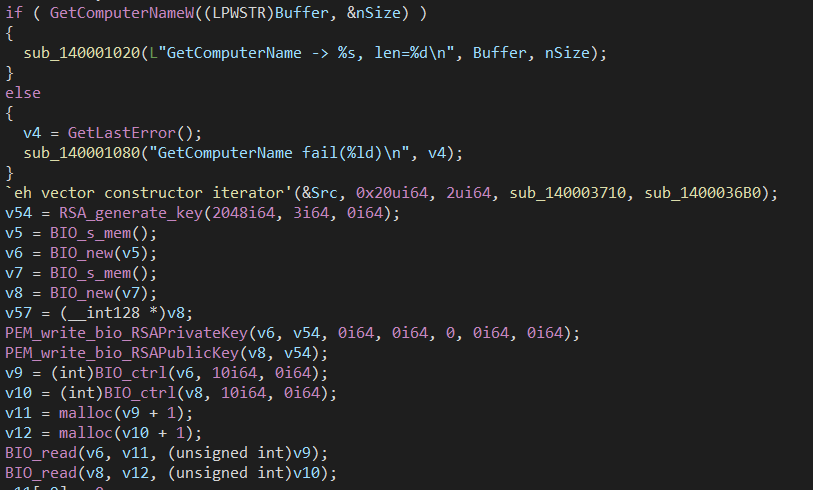 if ( GetComputerNameW((LPWSTR)Buffer, &nSize) )
{
  sub_140001020(L"GetComputerName -> %s, len=%d\n", Buffer, nSize);
}
else
{
  v4 = GetLastError();
  sub_140001080("GetComputerName fail(%ld)\n", v4);
}
`eh vector constructor iterator'(&Src, 0x20ui64, 2ui64, sub_140003710, sub_1400036B0);
v54 = RSA_generate_key(2048i64, 3i64, 0i64);
v5 = BIO_s_mem();
v6 = BIO_new(v5);
v7 = BIO_s_mem();
v8 = BIO_new(v7);
v57 = (__int128 *)v8;
PEM_write_bio_RSAPrivateKey(v6, v54, 0i64, 0i64, 0, 0i64, 0i64);
PEM_write_bio_RSAPublicKey(v8, v54);
v9 = (int)BIO_ctrl(v6, 10i64, 0i64);
v10 = (int)BIO_ctrl(v8, 10i64, 0i64);
v11 = malloc(v9 + 1);
v12 = malloc(v10 + 1);
BIO_read(v6, v11, (unsigned int)v9);
BIO_read(v8, v12, (unsigned int)v10);